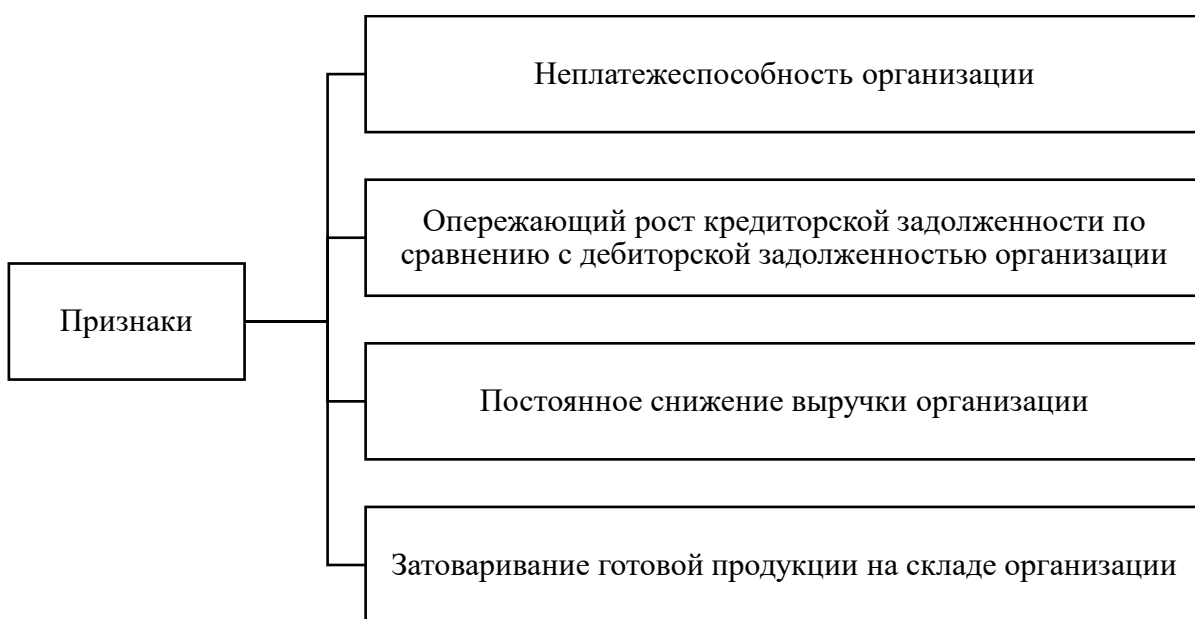 Неплатежеспособность организации
Опережающий рост кредиторской задолженности по
сравнению с дебиторской задолженностью организации
Признаки
Постоянное снижение выручки организации
Затоваривание готовой продукции на складе организации